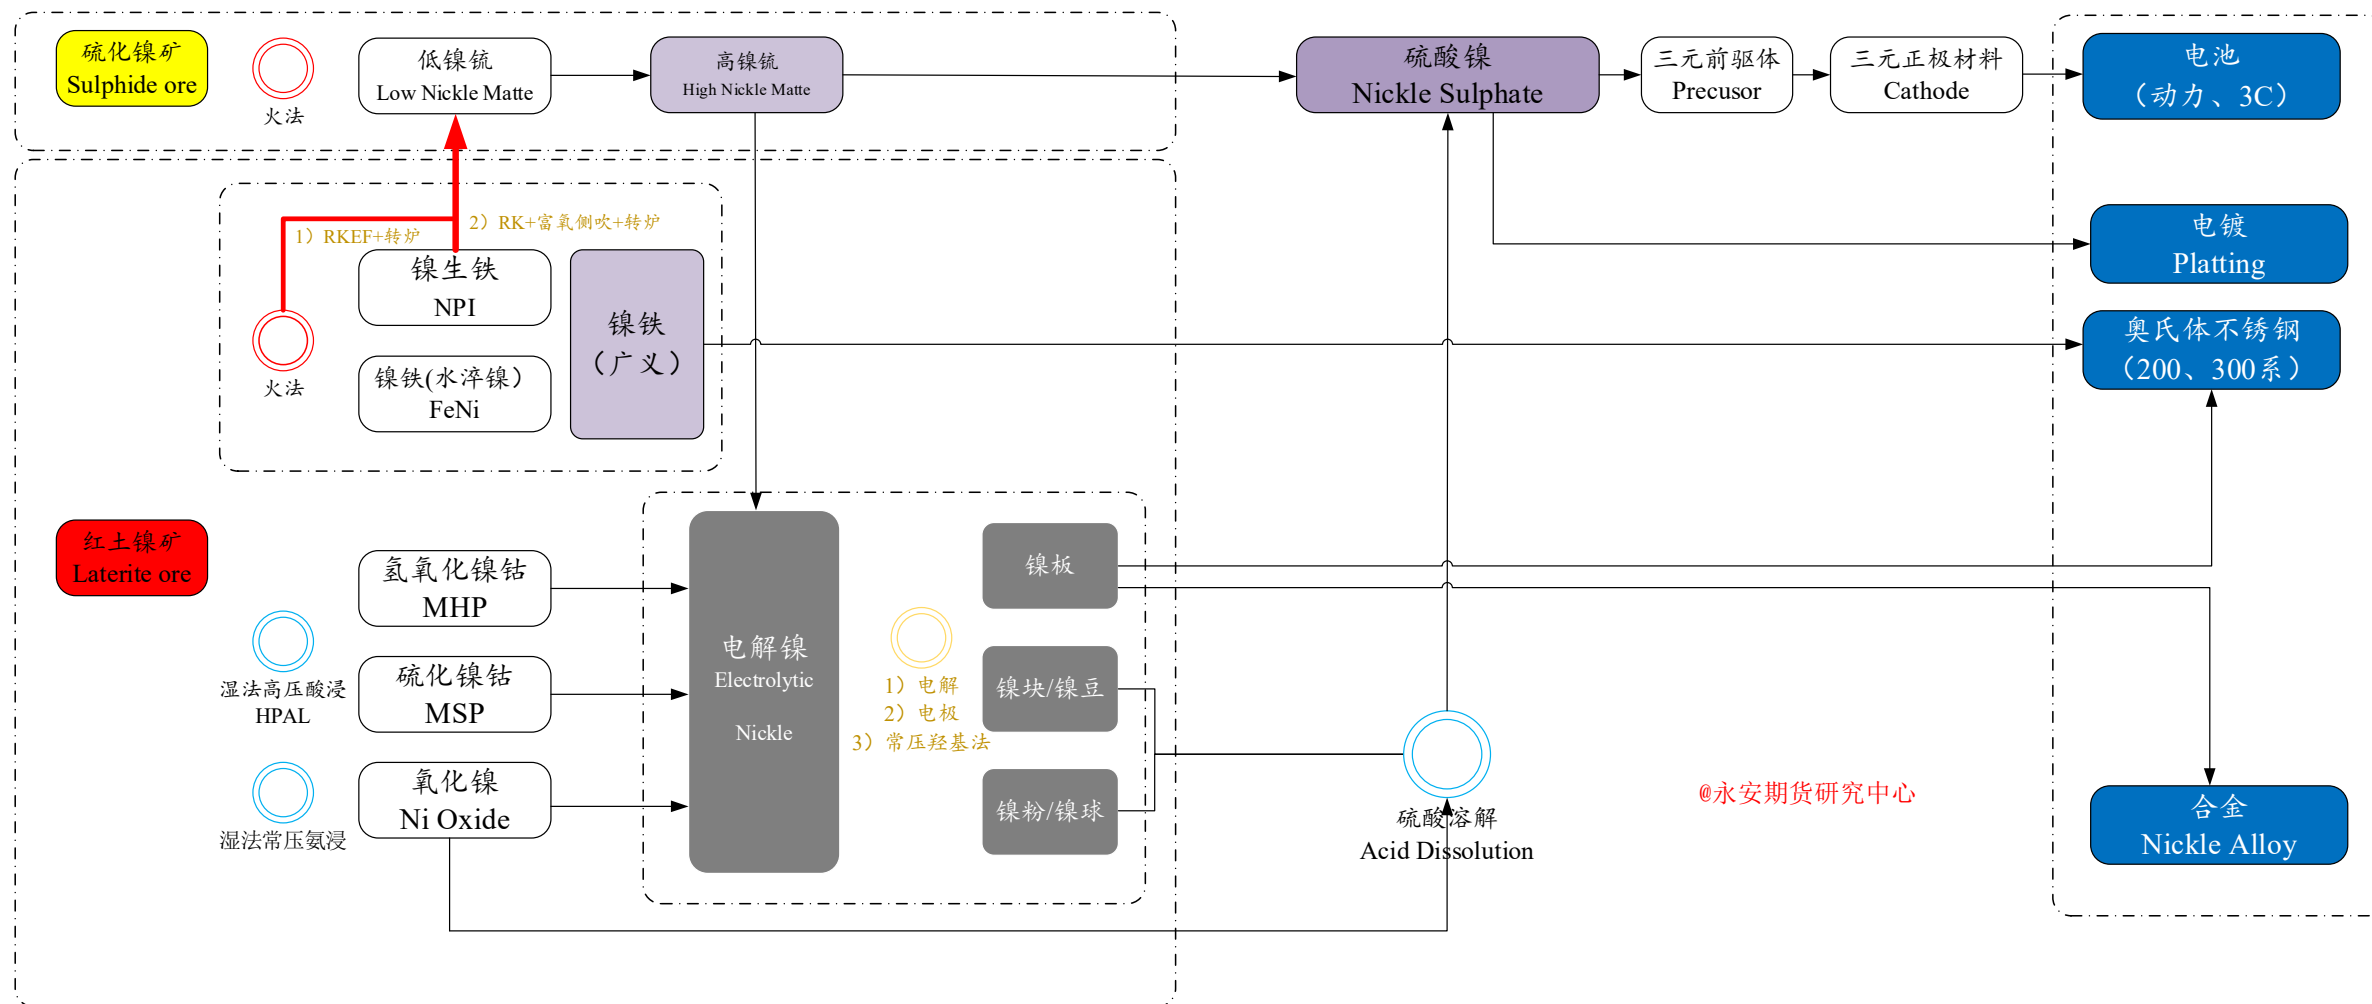 硫化镍矿
Sulphide ore
火法
低镍锍
Low Nickle Matte
高镍锍
High Nickle Matte
硫酸镍
Nickle Sulphate
三元前驱体
Precusor
三元正极材料
Cathode
电池
（动力、3C）
1）RKEF+转炉
2）RK+富氧侧吹+转炉
镍生铁
NPI
火法
镍铁(水淬镍）
FeNi
镍铁
（广义）
电镀
Platting
奥氏体不锈钢
（200、300系）
红土镍矿
Laterite ore
湿法高压酸浸
HPAL
湿法常压氨浸
氢氧化镍钴
MHP
硫化镍钴
MSP
氧化镍
Ni Oxide
电解镍
Electrolytic
Nickle
1）电解
2）电极
3）常压羟基法
镍板
镍块/镍豆
镍粉/镍球
硫酸溶解
Acid Dissolution
@永安期货研究中心
合金
Nickle Alloy